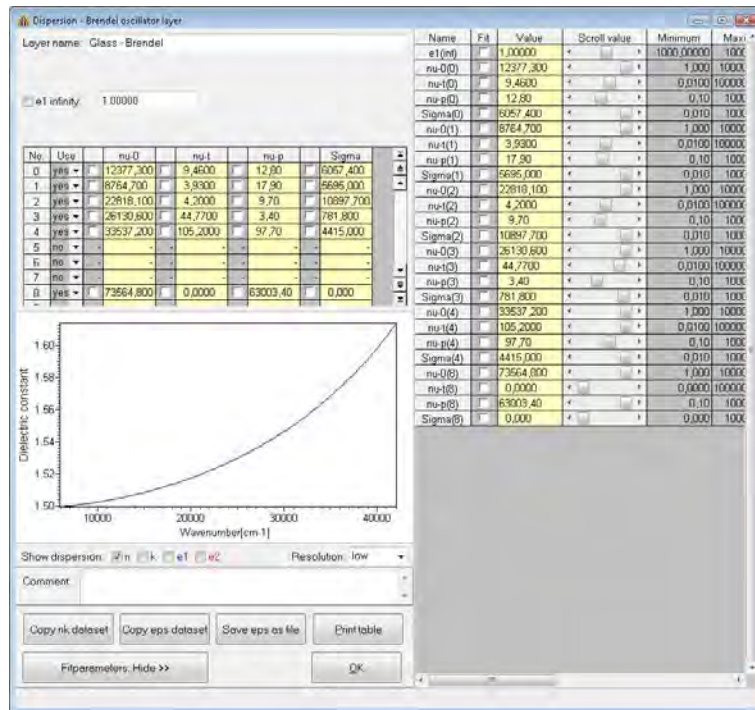 Dispersion - Brendel oscillator layer
Layer name: Glass - Brendel
e1 infinity: 1.00000
No. Use nu-0 nu-t nu-p Sigma
0 yes 12377,300 9,4600 12,80 6057,400
1 yes 8764,700 3,9300 17,90 5695,000
2 yes 22818,100 4,2000 9,70 10897,700
3 yes 26130,600 44,7700 3,40 781,800
4 yes 33537,200 105,2000 97,70 4415,000
5 no - - - -
6 no - - - -
7 no - - - -
8 yes 73564,800 0,0000 63003,40 0,000
Dielectric constant
1.60
1.58
1.56
1.54
1.52
1.50
10000 20000 30000 40000
Wavenumber[cm-1]
Show dispersion: n k e1 e2 Resolution: low
Comment
Copy nk dataset Copy eps dataset Save eps as file Print table
Fitparameters: Hide >> OK
Name Fit Value Scroll value Minimum Maxi
e1(int) 1,00000 1000,00000 1000
nu-0(0) 12377,300 1,000 10000
nu-t(0) 9,4600 0,0100 100000
nu-p(0) 12,80 0,10 1000
Sigma(0) 6057,400 0,010 1000
nu-0(1) 8764,700 1,000 10000
nu-t(1) 3,9300 0,0100 100000
nu-p(1) 17,90 0,10 1000
Sigma(1) 5695,000 0,010 1000
nu-0(2) 22818,100 1,000 10000
nu-t(2) 4,2000 0,0100 100000
nu-p(2) 9,70 0,10 1000
Sigma(2) 10897,700 0,010 1000
nu-0(3) 26130,600 1,000 10000
nu-t(3) 44,7700 0,0100 100000
nu-p(3) 3,40 0,10 1000
Sigma(3) 781,800 0,010 1000
nu-0(4) 33537,200 1,000 10000
nu-t(4) 105,2000 0,0100 100000
nu-p(4) 97,70 0,10 1000
Sigma(4) 4415,000 0,010 1000
nu-0(8) 73564,800 1,000 10000
nu-t(8) 0,0000 0,0000 100000
nu-p(8) 63003,40 0,10 1000
Sigma(8) 0,000 0,000 1000